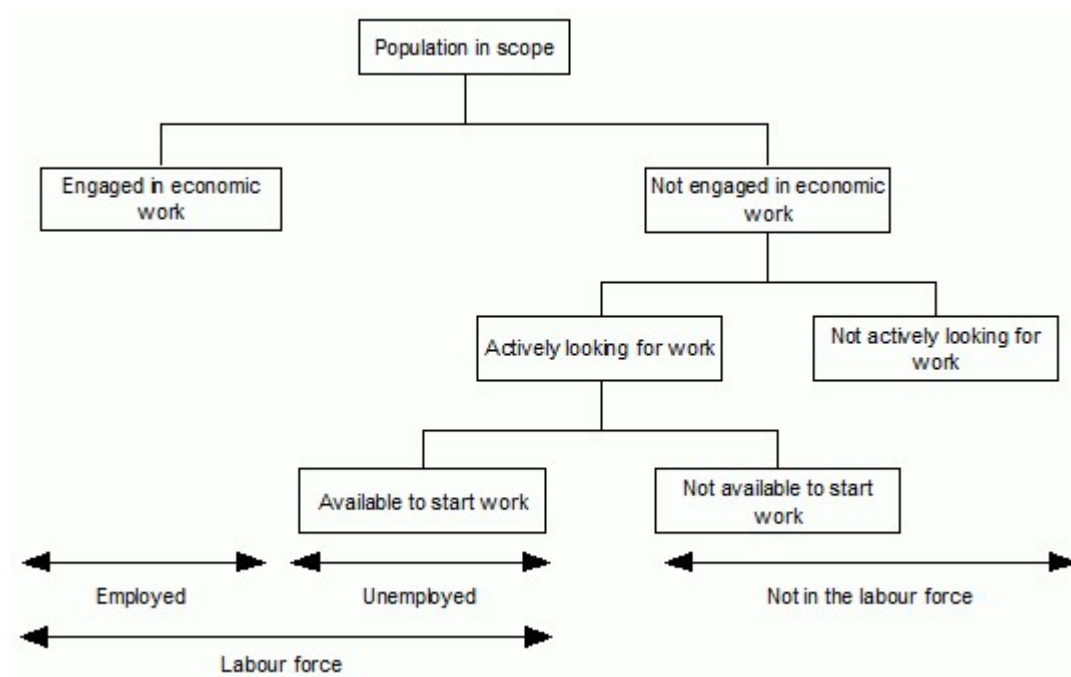 Population in scope
Engaged in economic
work
Not engaged in economic
work
Actively looking for work
Not actively looking for
work
Available to start work
Not available to start
work
Employed
Unemployed
Not in the labour force
Labour force